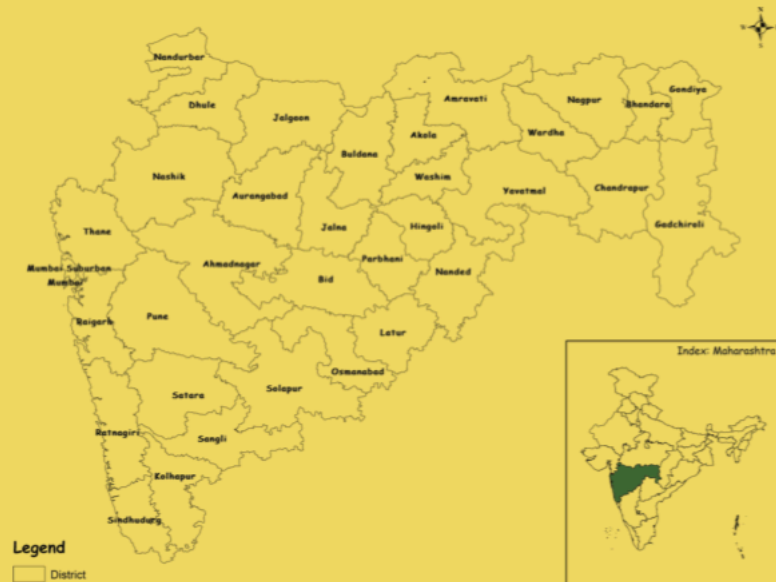 Nandurbar
Dhule
Jalgaon
Amravati
Nagpur
Bhandara
Gondiya
Buldana
Akola
Wardha
Nashik
Aurangabad
Washim
Yavatmal
Chandrapur
Thane
Jalna
Hingoli
Gadchiroli
Ahmadnagar
Parbhani
Mumbai Suburban
Mumbai
Bid
Nanded
Raigarh
Pune
Latur
Osmanabad
Satara
Solapur
Ratnagiri
Sangli
Kolhapur
Sindhudurg
Index: Maharashtra
Legend
District